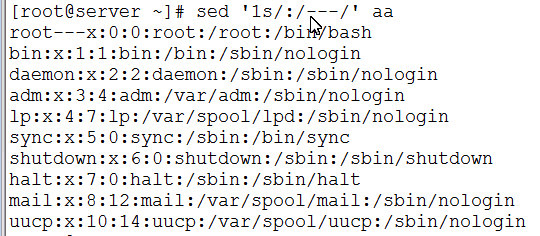 [root@server ~]# sed '1s/:/---/' aa
root---x:0:0:root:/root:/bin/bash
bin:x:1:1:bin:/bin:/sbin/nologin
daemon:x:2:2:daemon:/sbin:/sbin/nologin
adm:x:3:4:adm:/var/adm:/sbin/nologin
lp:x:4:7:lp:/var/spool/lpd:/sbin/nologin
sync:x:5:0:sync:/sbin:/bin/sync
shutdown:x:6:0:shutdown:/sbin:/sbin/shutdown
halt:x:7:0:halt:/sbin:/sbin/halt
mail:x:8:12:mail:/var/spool/mail:/sbin/nologin
uucp:x:10:14:uucp:/var/spool/uucp:/sbin/nologin